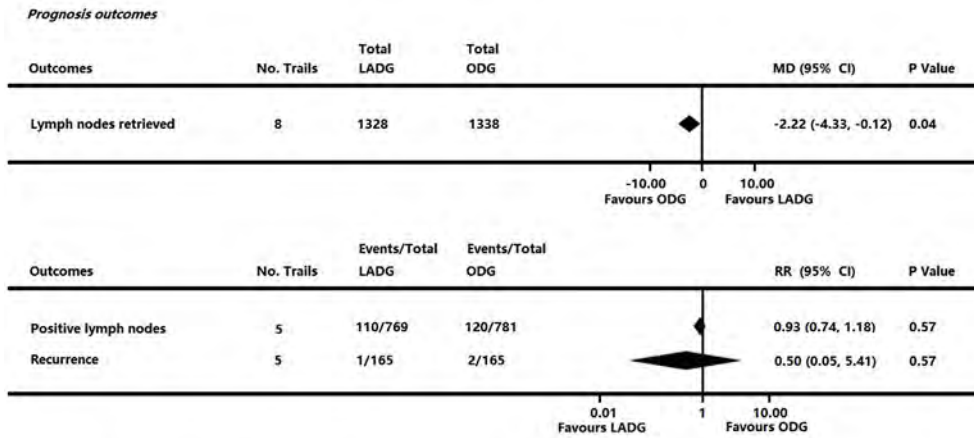 Prognosis outcomes
Total Total
Outcomes No. Trails LADG ODG MD (95% CI) P Value
Lymph nodes retrieved 8 1328 1338 -2.22 (-4.33, -0.12) 0.04
-10.00 0 10.00
Favours ODG Favours LADG
Events/Total Events/Total
Outcomes No. Trails LADG ODG RR (95% CI) P Value
Positive lymph nodes 5 110/769 120/781 0.93 (0.74, 1.18) 0.57
Recurrence 5 1/165 2/165 0.50 (0.05, 5.41) 0.57
0.01 1 10.00
Favours LADG Favours ODG